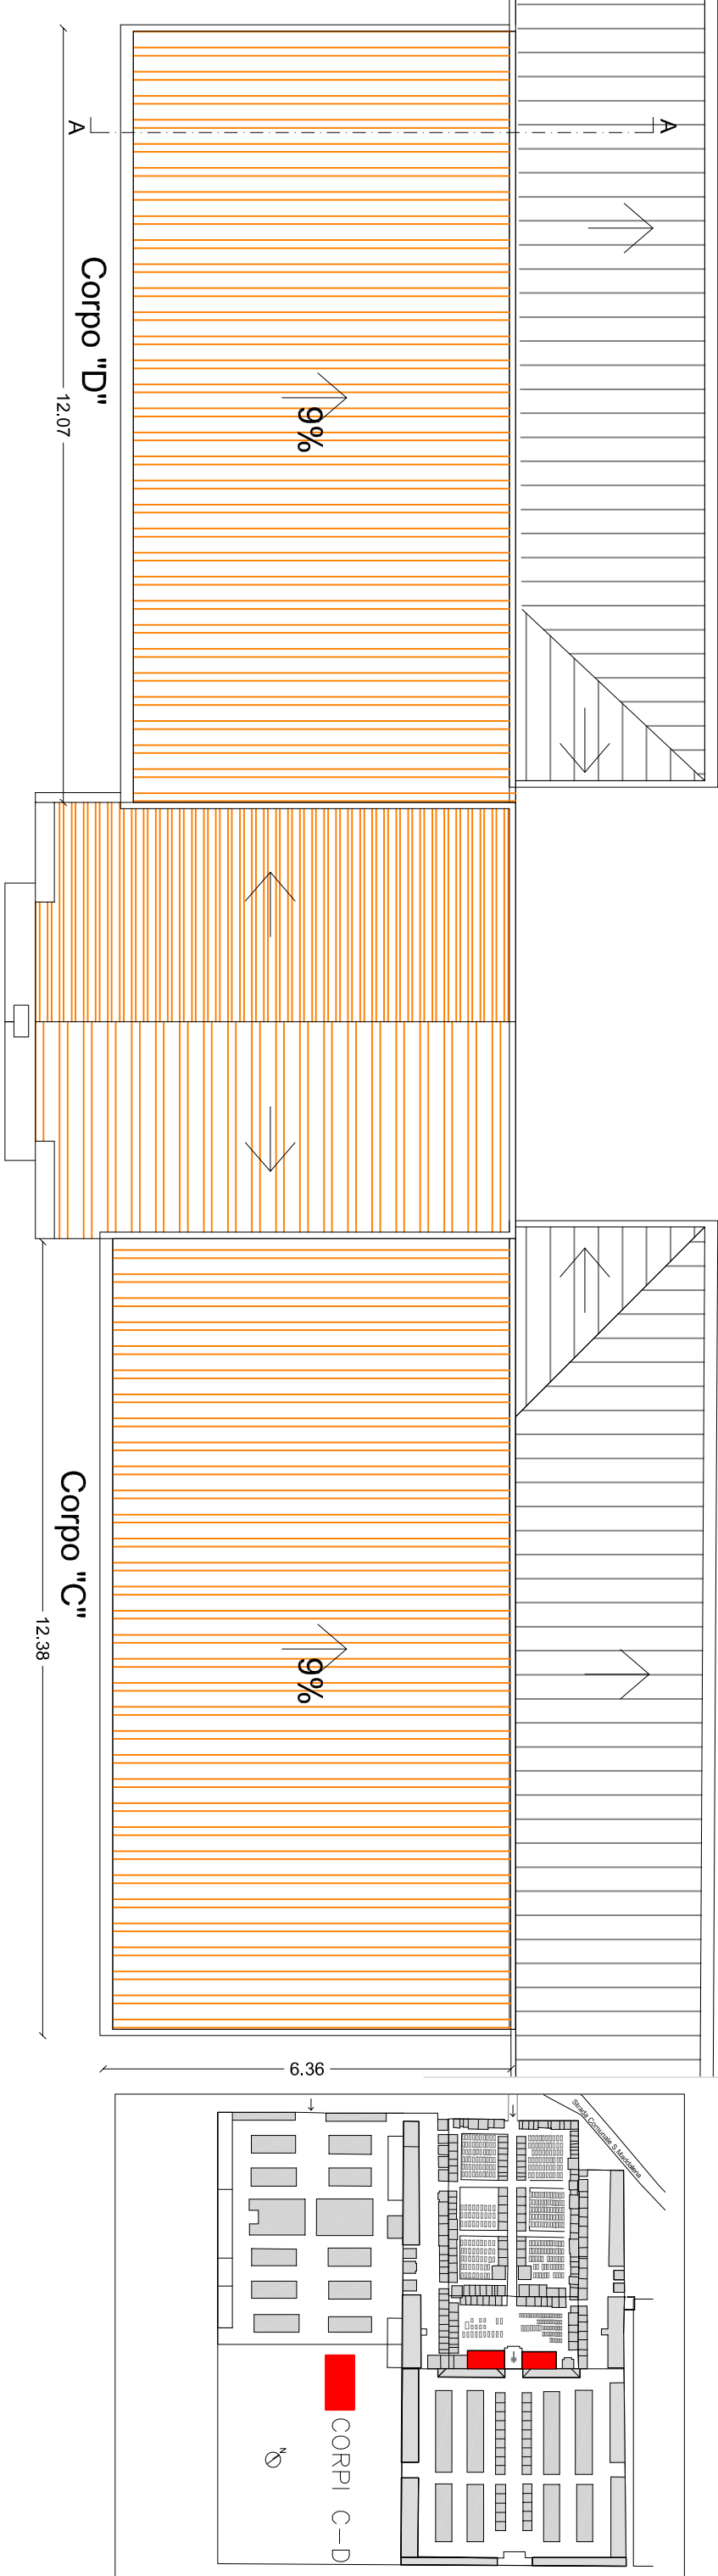 A
A
Corpo "D"
12.07
9%
Corpo "C"
12.38
9%
6.36
Strada Comunale S.Maddalena
CORPI C-D
N